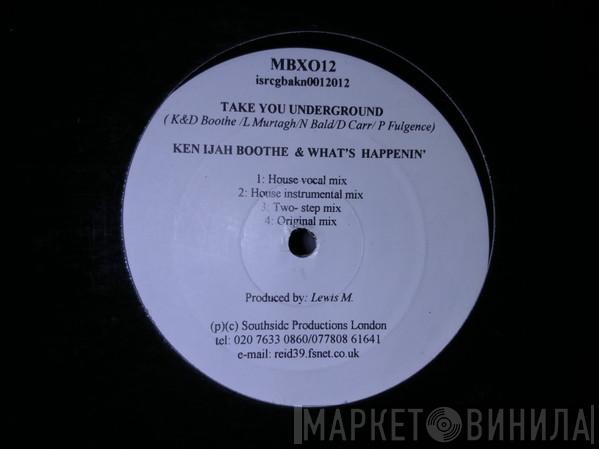 MBXO12
isrcgbakn0012012
TAKE YOU UNDERGROUND
( K&D Boothe /L Murtagh/N Bald/D Carr/ P Fulgence)
KEN IJAH BOOTHE & WHAT'S HAPPENIN'
1: House vocal mix
2: House instrumental mix
3: Two- step mix
4: Original mix
Produced by: Lewis M.
(p)(c) Southside Productions London
tel: 020 7633 0860/077808 61641
e-mail: reid39.fsnet.co.uk
МАРКЕТ ВИНИЛА